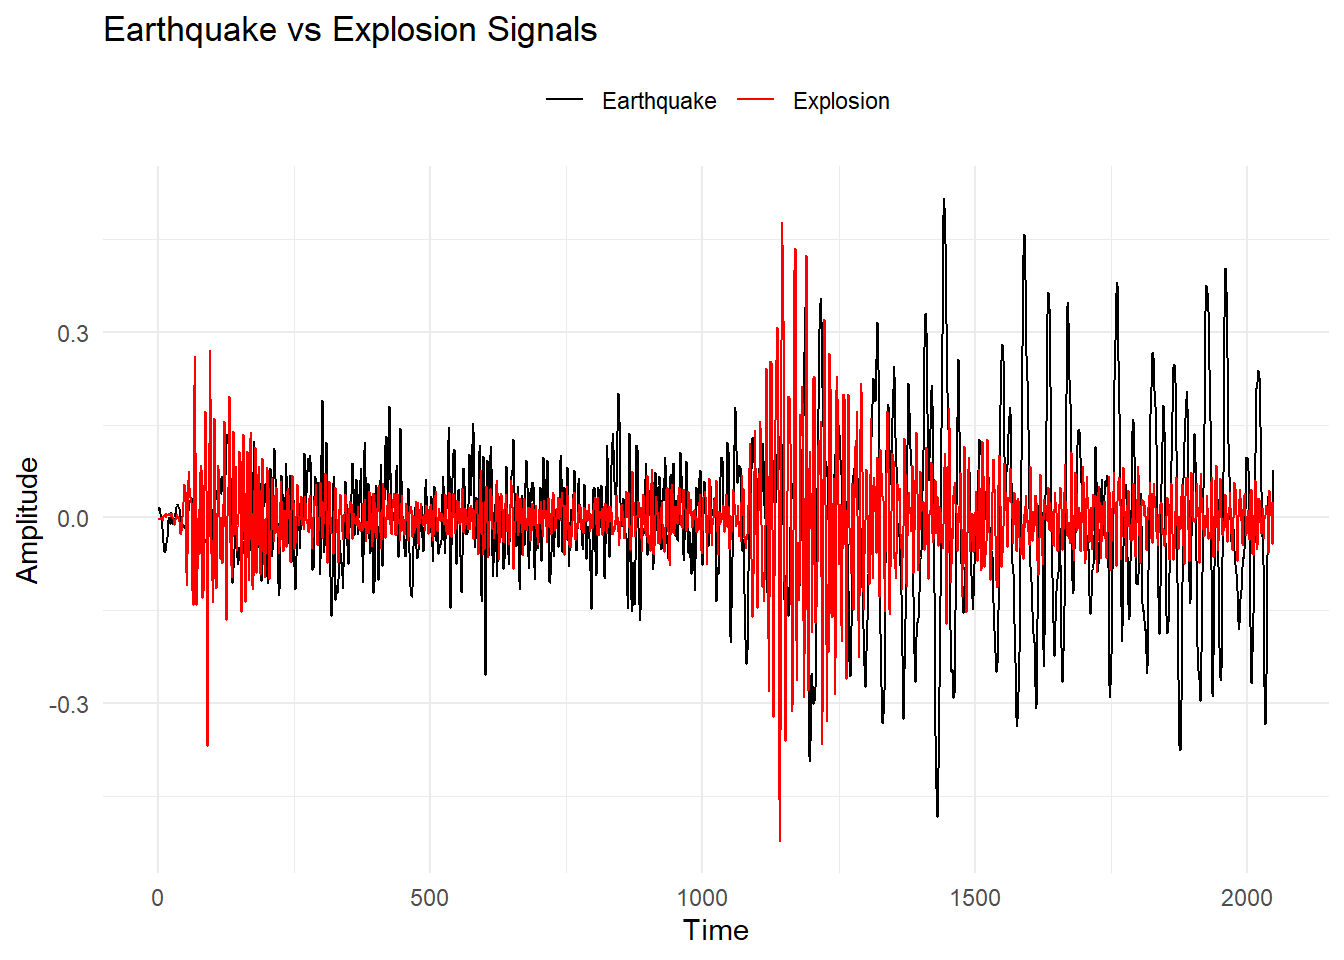 Earthquake vs Explosion Signals
Earthquake Explosion
Amplitude
0.3
0.0
-0.3
0 500 1000 1500 2000
Time